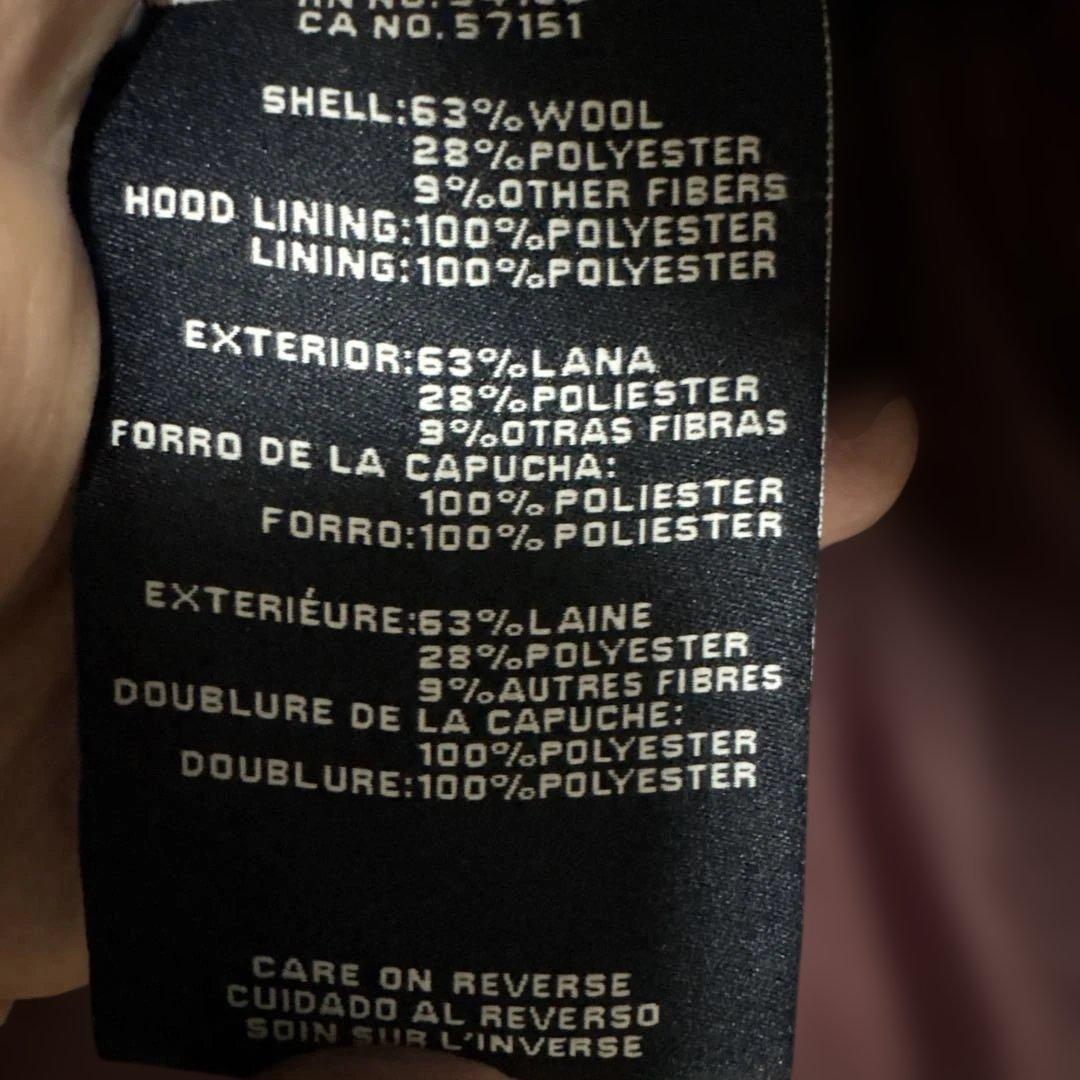 CA NO. 57151
SHELL:63%WOOL
28%POLYESTER
9%OTHER FIBERS
HOOD LINING:100%POLYESTER
LINING:100%POLYESTER
EXTERIOR:63%LANA
28%POLIESTER
9%OTRAS FIBRAS
FORRO DE LA CAPUCHA:
100%POLIESTER
FORRO:100%POLIESTER
EXTERIÉURE:63%LAINE
28%POLYESTER
9%AUTRES FIBRES
DOUBLURE DE LA CAPUCHE:
100%POLYESTER
DOUBLURE:100%POLYESTER
CARE ON REVERSE
CUIDADO AL REVERSO
SOIN SUR L'INVERSE